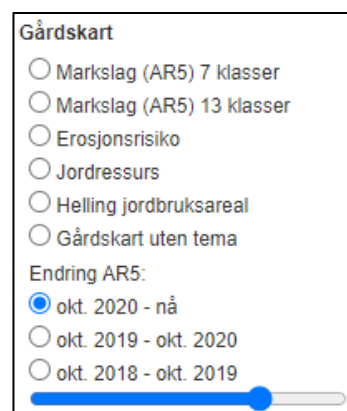 Gårdskart
Markslag (AR5) 7 klasser
Markslag (AR5) 13 klasser
Erosjonsrisiko
Jordressurs
Helling jordbruksareal
Gårdskart uten tema
Endring AR5:
okt. 2020 - nå
okt. 2019 - okt. 2020
okt. 2018 - okt. 2019